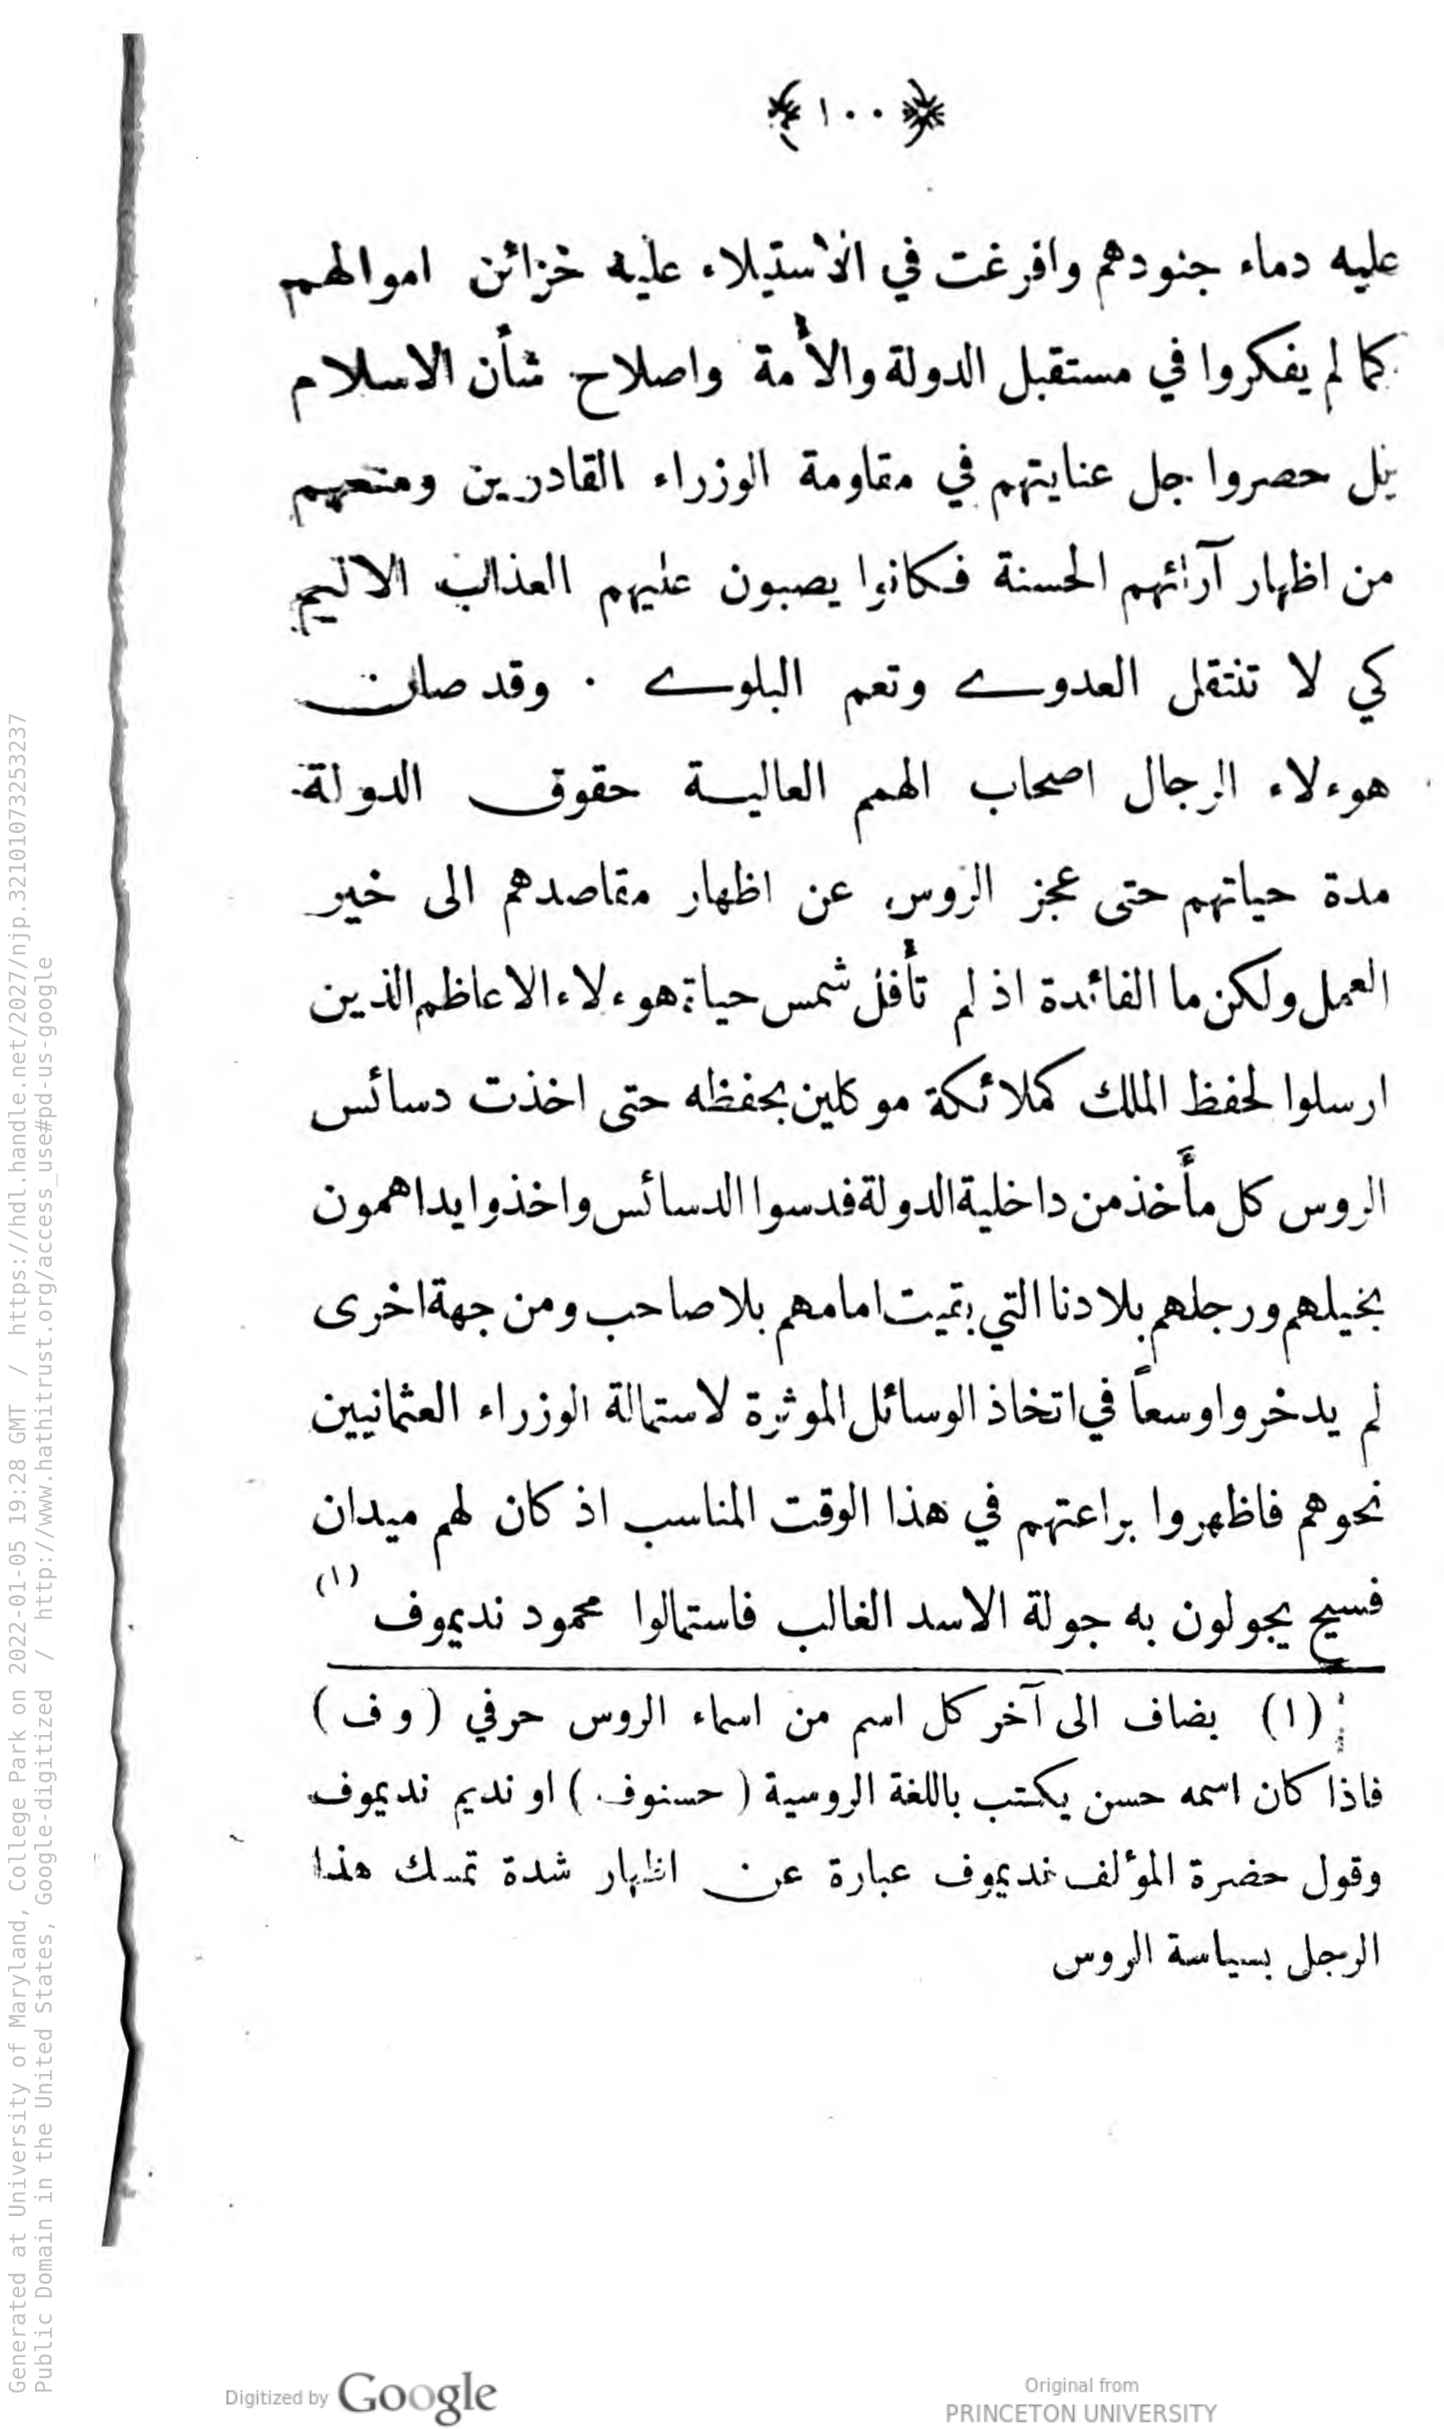 ﴿ ١٠٠ ﴾
عليه دماء جنودهم وافرغت في الاستيلاء عليه خزائن اموالهم
كما لم يفكروا في مستقبل الدولة والأمة واصلاح شأن الاسلام
بل حصروا جل عنايتهم في مقاومة الوزراء القادرين ومنعهم
من اظهار آرائهم الحسنة فكانوا يصبون عليهم العذاب الاليم
كي لا تنتقل العدوى وتعم البلوى . وقد صان
هوءلاء الرجال اصحاب الهمم العالية حقوق الدولة
مدة حياتهم حتى عجز الروس عن اظهار مقاصدهم الى خير
العمل ولكن ما الفائدة اذ لم تأفل شمس حياة هوءلاء الاعاظم الذين
ارسلوا لحفظ الملك كملائكة موكلين بحفظه حتى اخذت دسائس
الروس كل مأَخذ من داخلية الدولة فدسوا الدسائس واخذوا يداهمون
بخيلهم ورجلهم بلادنا التي بقيت امامهم بلا صاحب ومن جهة اخرى
لم يدخروا وسعاً في اتخاذ الوسائل الموثرة لاستمالة الوزراء العثمانيين
نحوهم فاظهروا براعتهم في هذا الوقت المناسب اذ كان لهم ميدان
فسيح يجولون به جولة الاسد الغالب فاستمالوا محمود نديموف (١)
(١) يضاف الى آخر كل اسم من اسماء الروس حرفي ( و ف )
فاذا كان اسمه حسن يكتب باللغة الروسية ( حسنوف ) او نديم نديموف
وقول حضرة المؤلف نديموف عبارة عن اظهار شدة تمسك هذا
الرجل بسياسة الروس
Generated at University of Maryland, College Park on 2022-01-05 19:28 GMT / https://hdl.handle.net/2027/njp.32101073253237
Public Domain in the United States, Google-digitized / http://www.hathitrust.org/access_use#pd-us-google
Digitized by Google
Original from
PRINCETON UNIVERSITY